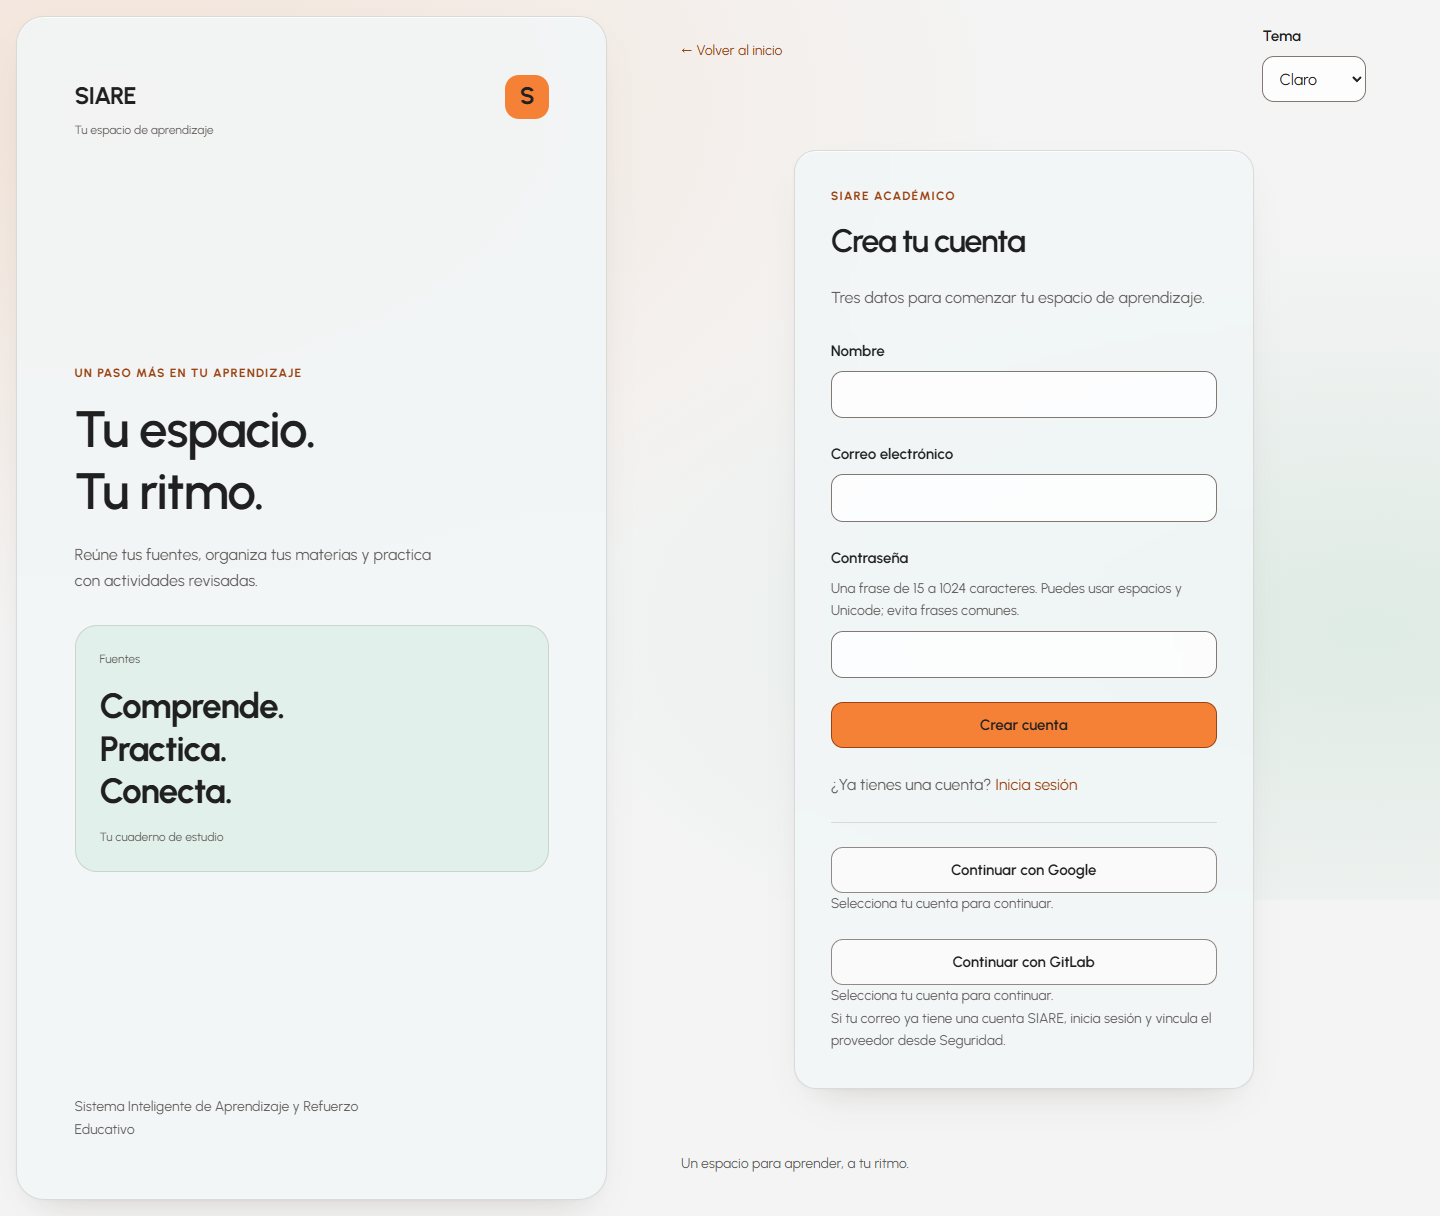 SIARE
S
Tu espacio de aprendizaje
UN PASO MÁS EN TU APRENDIZAJE
Tu espacio.
Tu ritmo.
Reúne tus fuentes, organiza tus materias y practica
con actividades revisadas.
Fuentes
Comprende.
Practica.
Conecta.
Tu cuaderno de estudio
Sistema Inteligente de Aprendizaje y Refuerzo
Educativo
← Volver al inicio
Tema
Claro
SIARE ACADÉMICO
Crea tu cuenta
Tres datos para comenzar tu espacio de aprendizaje.
Nombre
Correo electrónico
Contraseña
Una frase de 15 a 1024 caracteres. Puedes usar espacios y
Unicode; evita frases comunes.
Crear cuenta
¿Ya tienes una cuenta? Inicia sesión
Continuar con Google
Selecciona tu cuenta para continuar.
Continuar con GitLab
Selecciona tu cuenta para continuar.
Si tu correo ya tiene una cuenta SIARE, inicia sesión y vincula el
proveedor desde Seguridad.
Un espacio para aprender, a tu ritmo.